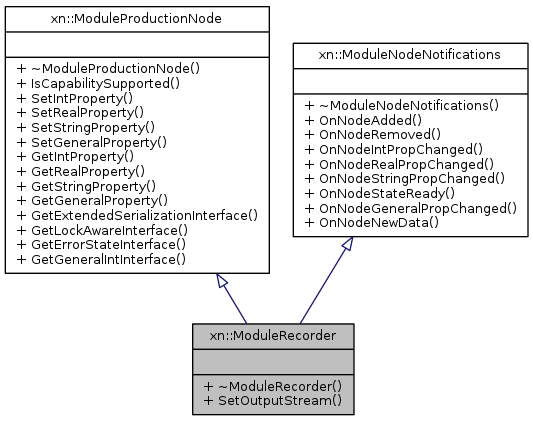 xn::ModuleProductionNode
+ ~ModuleProductionNode()
+ IsCapabilitySupported()
+ SetIntProperty()
+ SetRealProperty()
+ SetStringProperty()
+ SetGeneralProperty()
+ GetIntProperty()
+ GetRealProperty()
+ GetStringProperty()
+ GetGeneralProperty()
+ GetExtendedSerializationInterface()
+ GetLockAwareInterface()
+ GetErrorStateInterface()
+ GetGeneralIntInterface()
xn::ModuleNodeNotifications
+ ~ModuleNodeNotifications()
+ OnNodeAdded()
+ OnNodeRemoved()
+ OnNodeIntPropChanged()
+ OnNodeRealPropChanged()
+ OnNodeStringPropChanged()
+ OnNodeStateReady()
+ OnNodeGeneralPropChanged()
+ OnNodeNewData()
xn::ModuleRecorder
+ ~ModuleRecorder()
+ SetOutputStream()